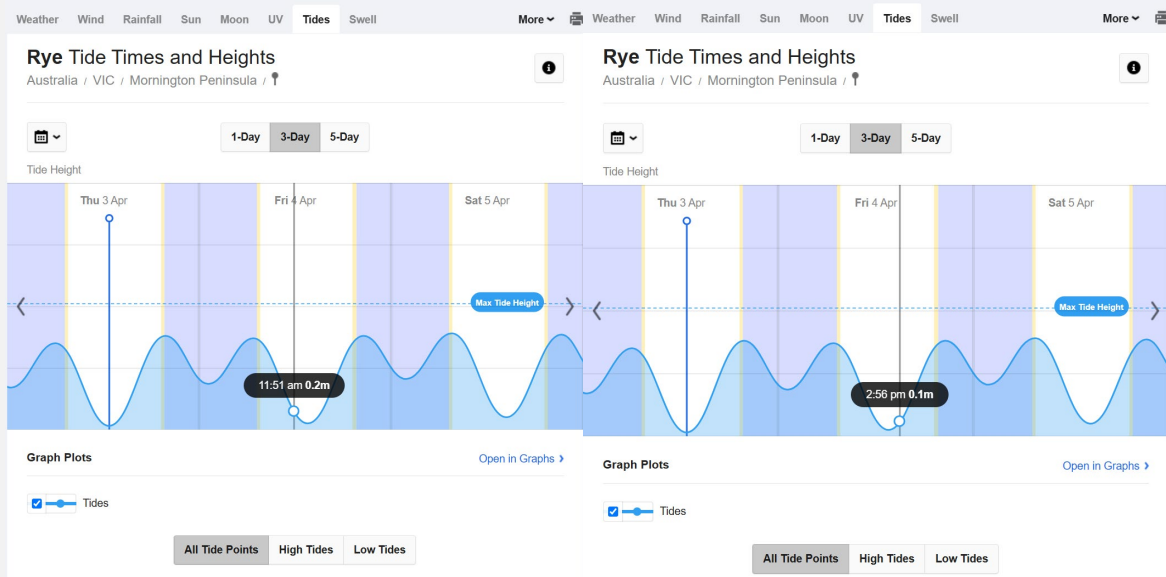 Weather Wind Rainfall Sun Moon UV Tides Swell More
Rye Tide Times and Heights
Australia / VIC / Mornington Peninsula /
1-Day 3-Day 5-Day
Tide Height
Thu 3 Apr Fri 4 Apr Sat 5 Apr
Max Tide Height
11:51 am 0.2m
Graph Plots Open in Graphs
Tides
All Tide Points High Tides Low Tides
Weather Wind Rainfall Sun Moon UV Tides Swell More
Rye Tide Times and Heights
Australia / VIC / Mornington Peninsula /
1-Day 3-Day 5-Day
Tide Height
Thu 3 Apr Fri 4 Apr Sat 5 Apr
Max Tide Height
2:56 pm 0.1m
Graph Plots Open in Graphs
Tides
All Tide Points High Tides Low Tides